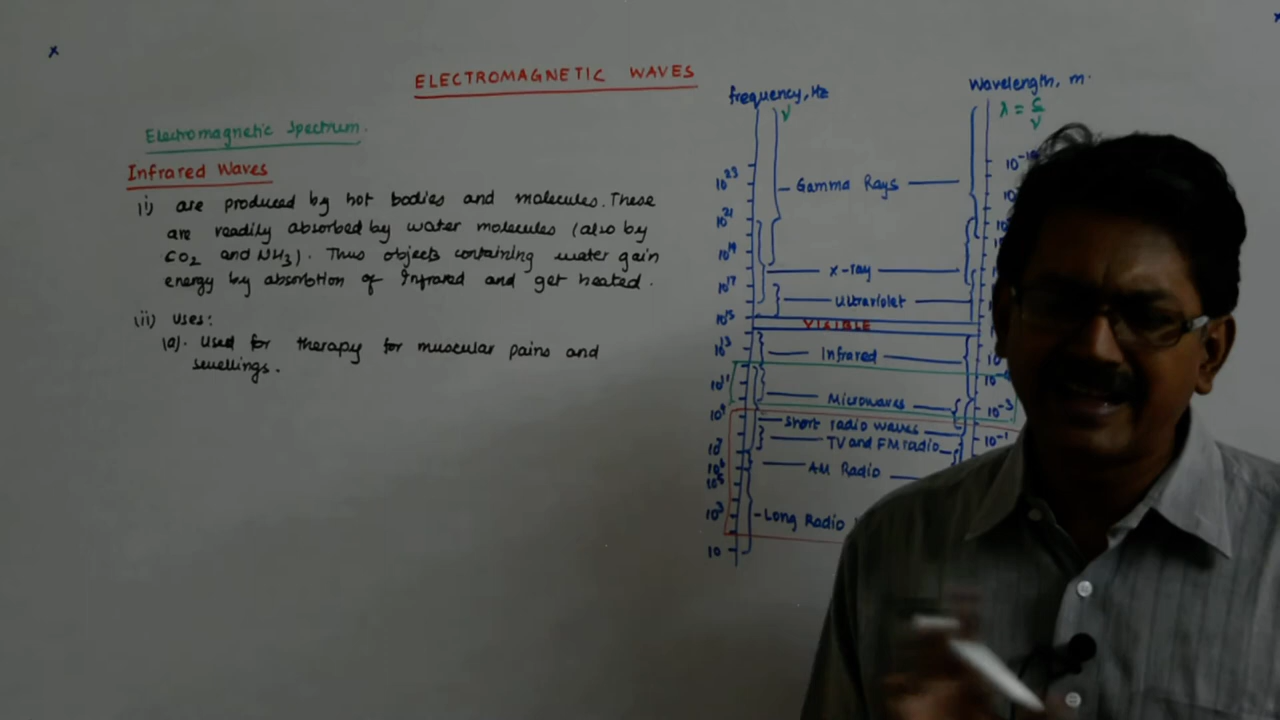 ELECTROMAGNETIC WAVES
Electromagnetic Spectrum.
Infrared Waves
(i) are produced by hot bodies and molecules. These
are readily absorbed by water molecules (also by
CO2 and NH3). Thus objects containing water gain
energy by absorbtion of Infrared and get heated.
(ii) Uses:
(a). Used for therapy for muscular pains and
swellings.
frequency, Hz
ν
Wavelength, m.
λ = c/ν
10^23
Gamma Rays
10^21
10^19
X-ray
10^17
Ultraviolet
10^15
VISIBLE
10^13
Infrared
10^11
Microwaves
10^-3
10^9
Short radio waves
TV and FM radio
10^-1
AM Radio
10^3
Long Radio
10